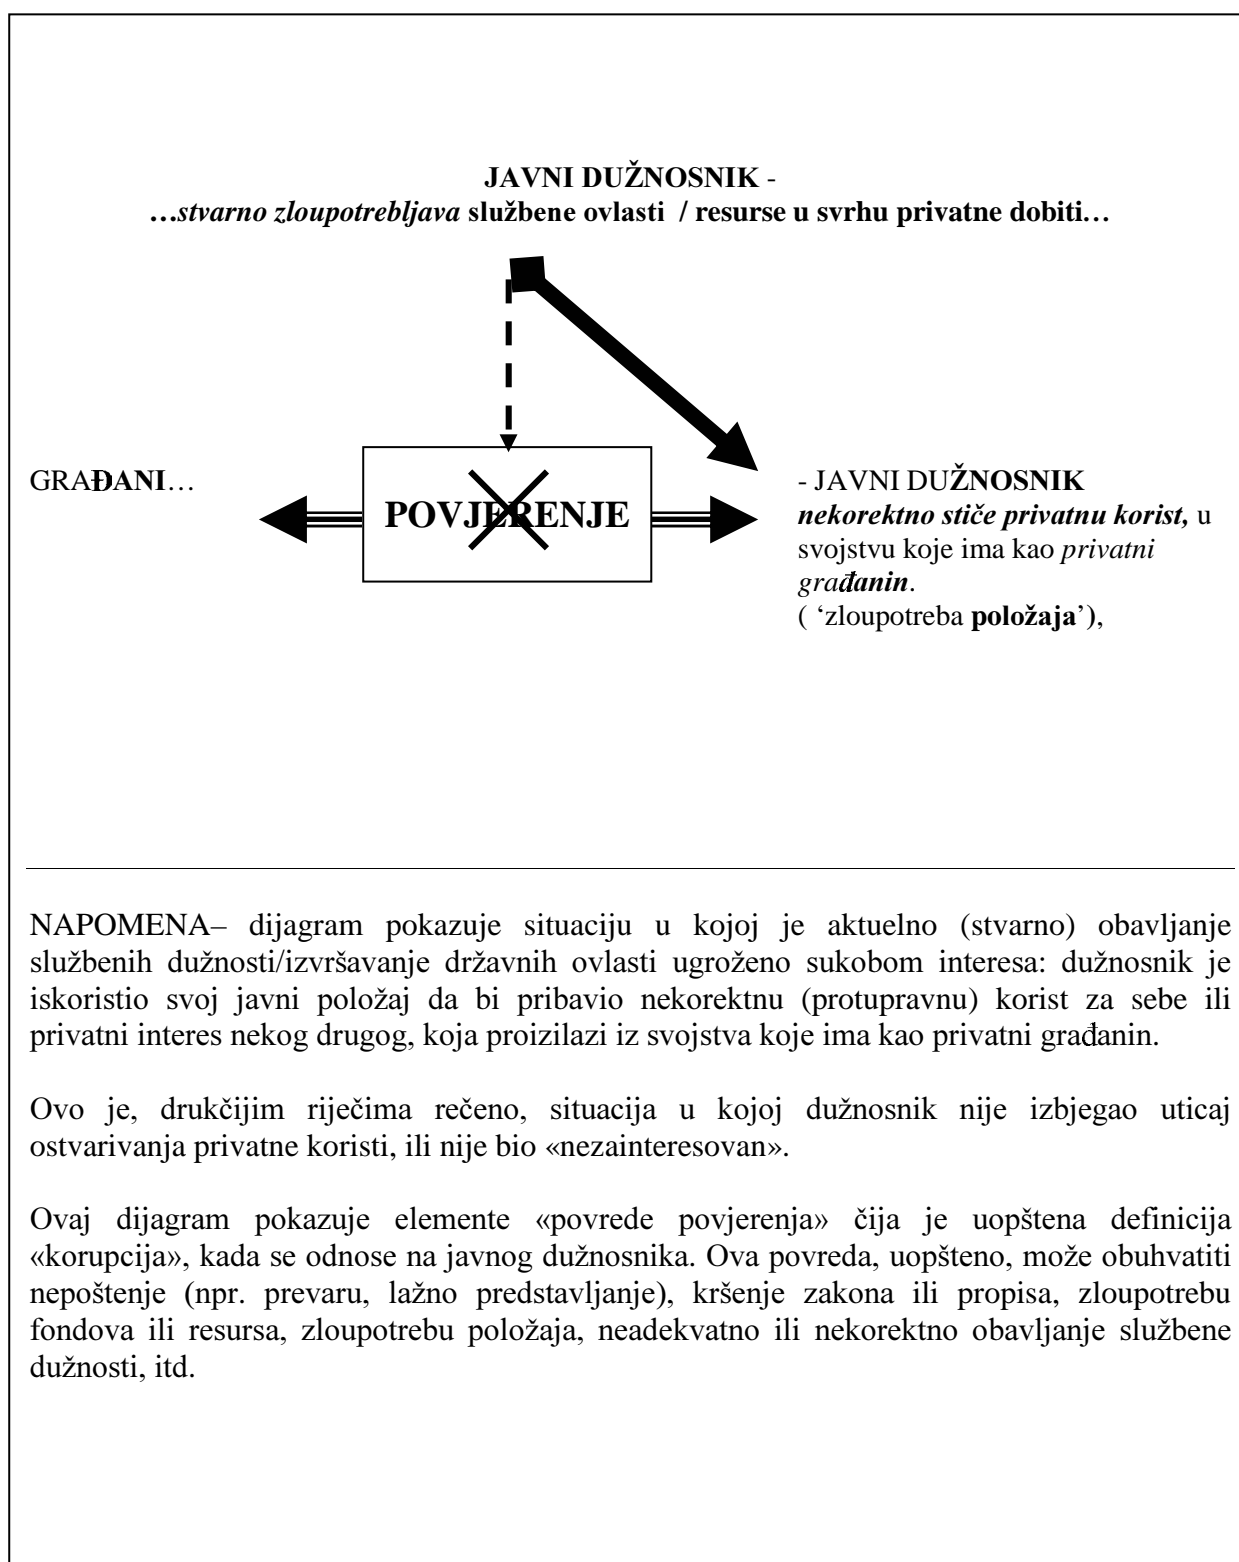 JAVNI DUŽNOSNIK -
…stvarno zloupotrebljava službene ovlasti / resurse u svrhu privatne dobiti…
GRAĐANI…
POVJERENJE
- JAVNI DUŽNOSNIK
nekorektno stiče privatnu korist, u
svojstvu koje ima kao privatni
građanin.
( ‘zloupotreba položaja’),
NAPOMENA– dijagram pokazuje situaciju u kojoj je aktuelno (stvarno) obavljanje
službenih dužnosti/izvršavanje državnih ovlasti ugroženo sukobom interesa: dužnosnik je
iskoristio svoj javni položaj da bi pribavio nekorektnu (protupravnu) korist za sebe ili
privatni interes nekog drugog, koja proizilazi iz svojstva koje ima kao privatni građanin.
Ovo je, drukčijim riječima rečeno, situacija u kojoj dužnosnik nije izbjegao uticaj
ostvarivanja privatne koristi, ili nije bio «nezainteresovan».
Ovaj dijagram pokazuje elemente «povrede povjerenja» čija je uopštena definicija
«korupcija», kada se odnose na javnog dužnosnika. Ova povreda, uopšteno, može obuhvatiti
nepoštenje (npr. prevaru, lažno predstavljanje), kršenje zakona ili propisa, zloupotrebu
fondova ili resursa, zloupotrebu položaja, neadekvatno ili nekorektno obavljanje službene
dužnosti, itd.